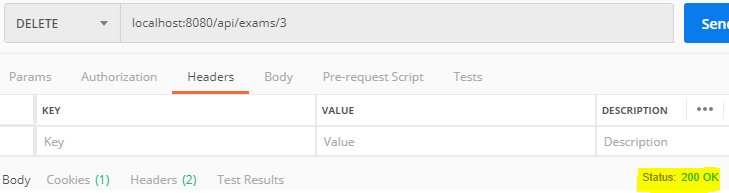 DELETE localhost:8080/api/exams/3 Send
Params Authorization Headers Body Pre-request Script Tests
KEY VALUE DESCRIPTION •••
Key Value Description
Body Cookies (1) Headers (2) Test Results Status: 200 OK